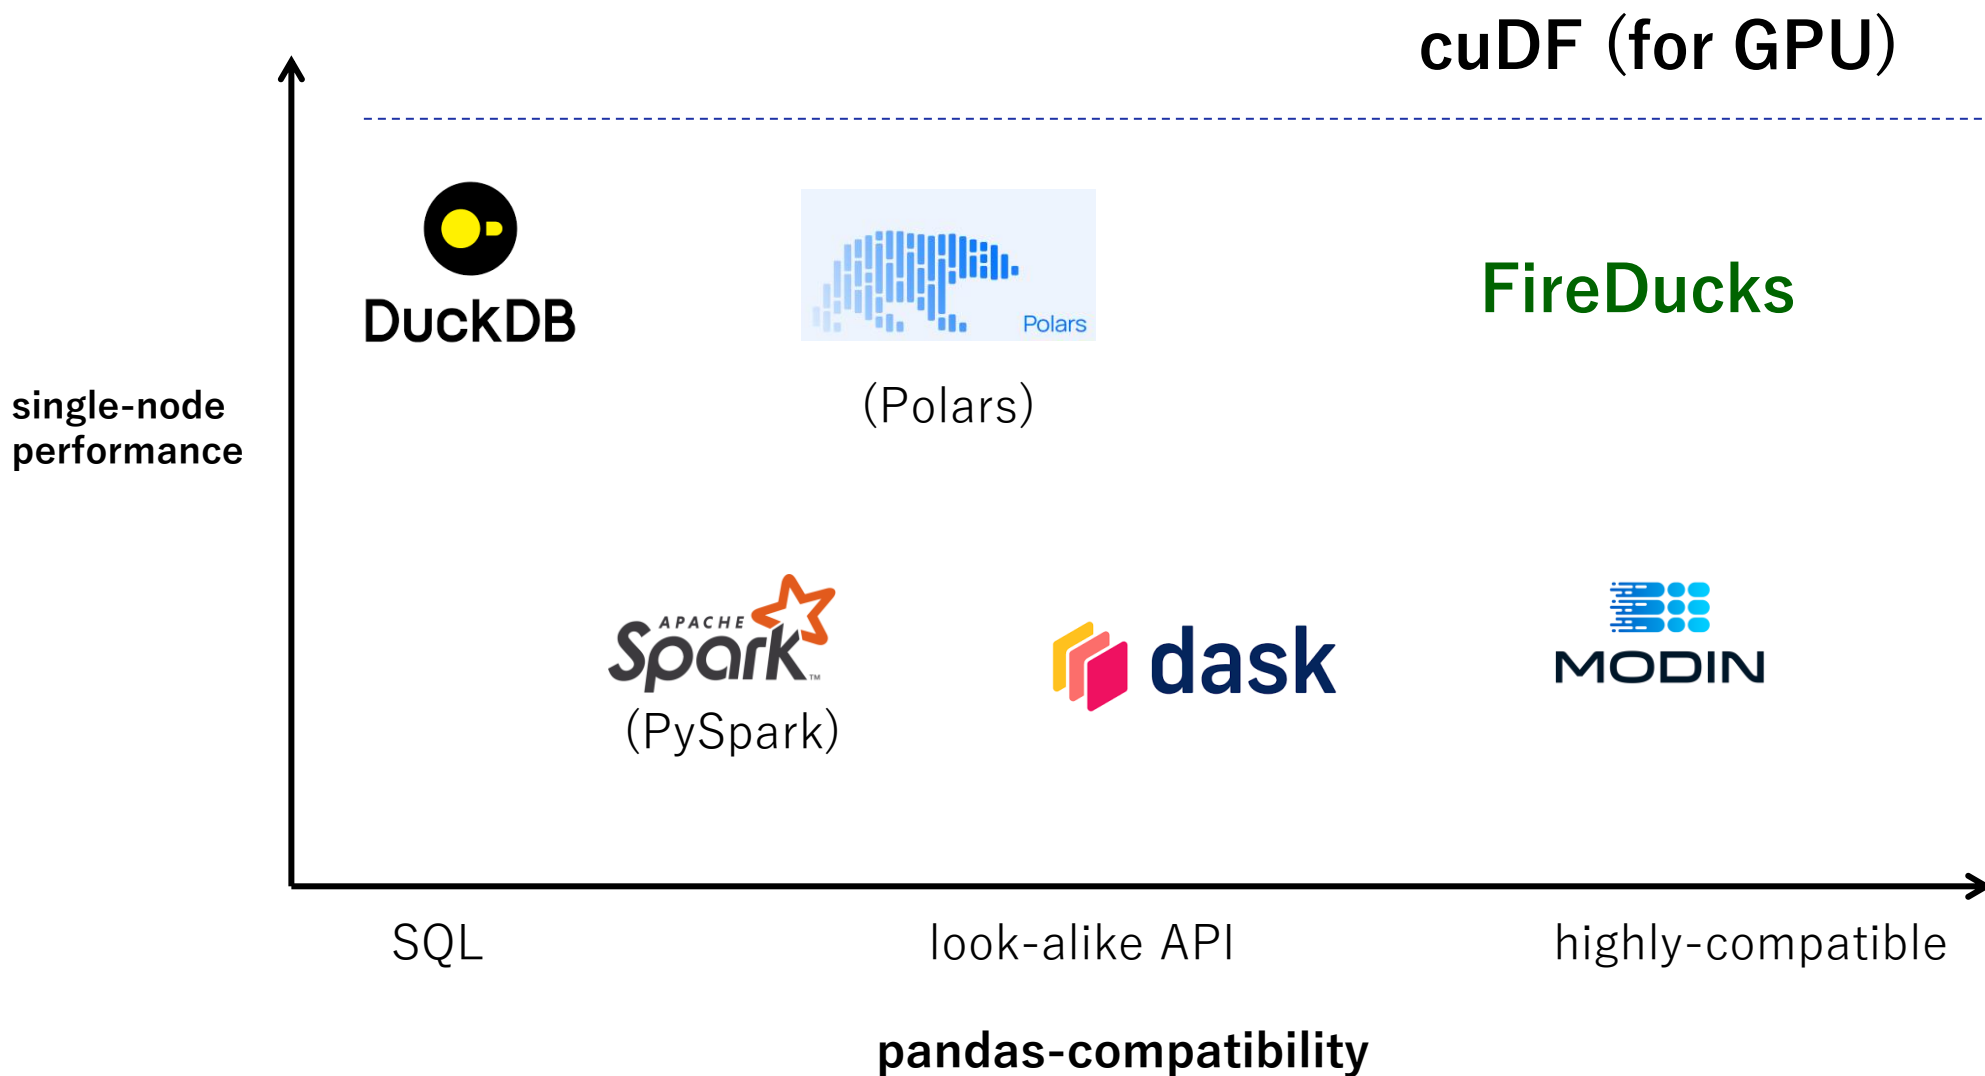 cuDF (for GPU)
DuckDB
Polars
(Polars)
FireDucks
single-node
performance
APACHE
Spark™
(PySpark)
dask
MODIN
SQL
look-alike API
highly-compatible
pandas-compatibility